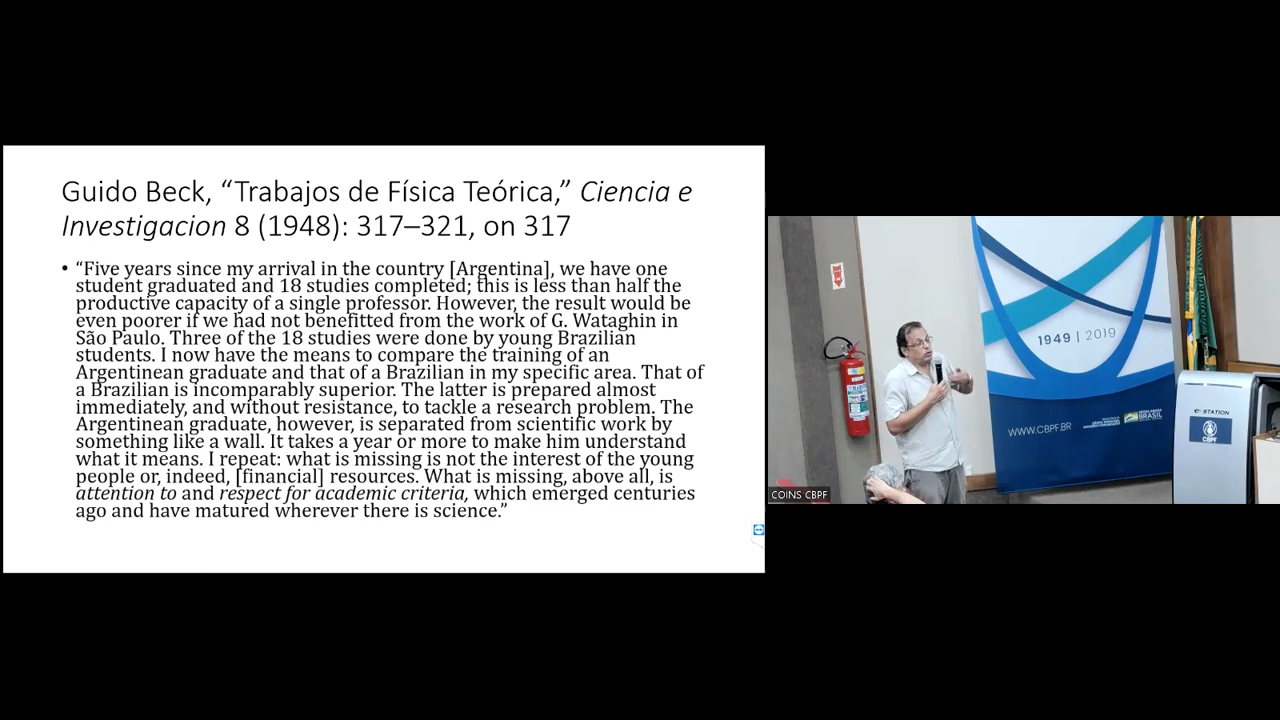 Guido Beck, “Trabajos de Física Teórica,” Ciencia e
Investigacion 8 (1948): 317–321, on 317
• “Five years since my arrival in the country [Argentina], we have one
student graduated and 18 studies completed; this is less than half the
productive capacity of a single professor. However, the result would be
even poorer if we had not benefitted from the work of G. Wataghin in
São Paulo. Three of the 18 studies were done by young Brazilian
students. I now have the means to compare the training of an
Argentinean graduate and that of a Brazilian in my specific area. That of
a Brazilian is incomparably superior. The latter is prepared almost
immediately, and without resistance, to tackle a research problem. The
Argentinean graduate, however, is separated from scientific work by
something like a wall. It takes a year or more to make him understand
what it means. I repeat: what is missing is not the interest of the young
people or, indeed, [financial] resources. What is missing, above all, is
attention to and respect for academic criteria, which emerged centuries
ago and have matured wherever there is science.”
1949 | 2019
WWW.CBPF.BR
BRASIL
e-STATION
CBPF
COINS CBPF